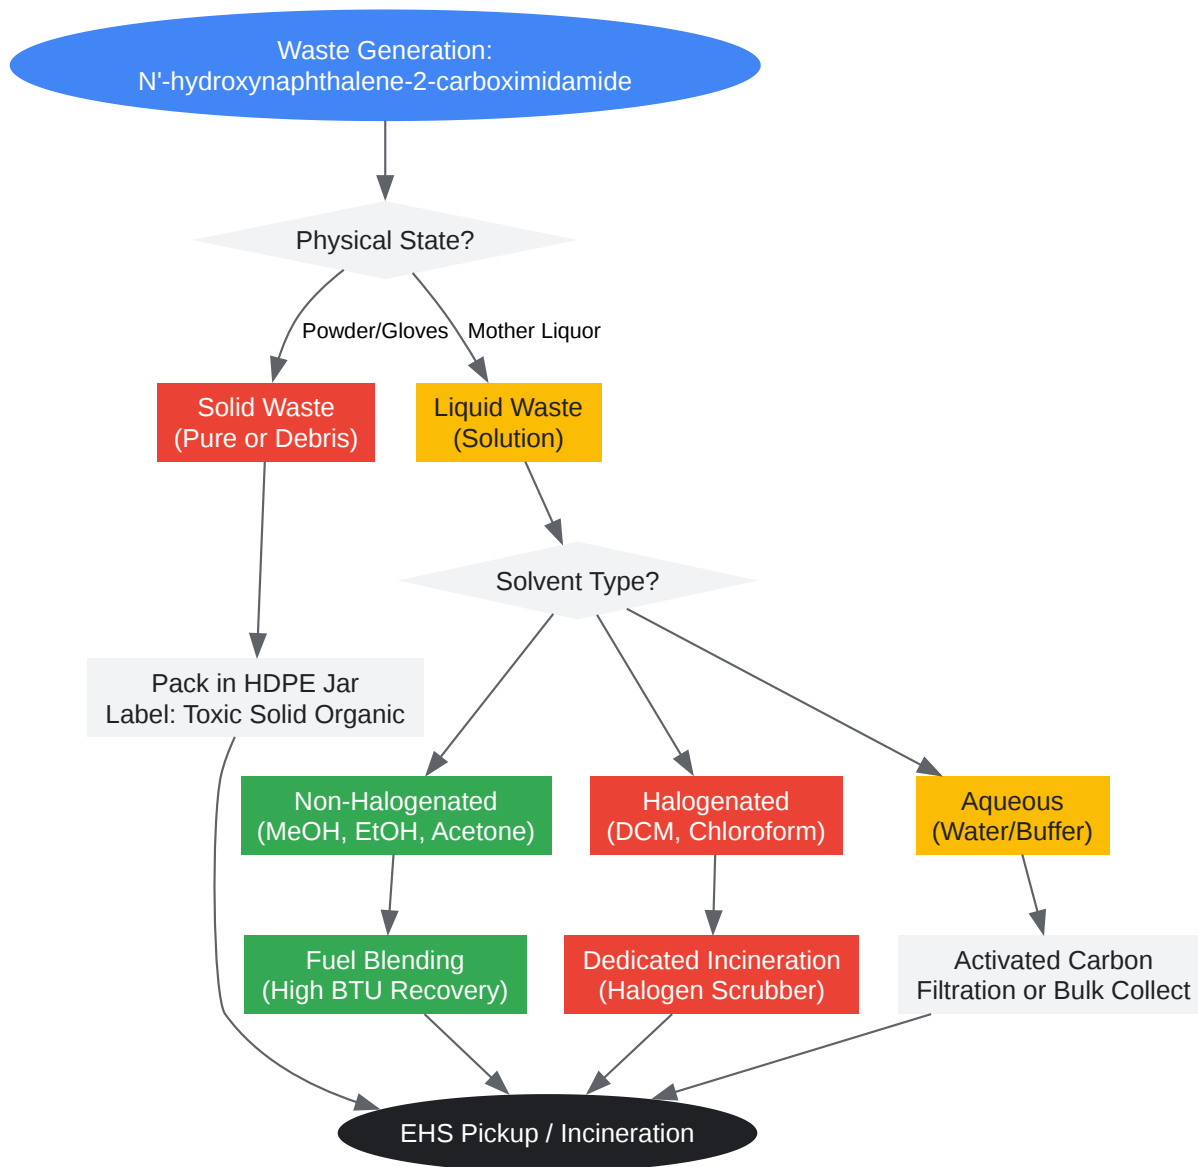 Waste Generation:
N'-hydroxynaphthalene-2-carboximidamide
Physical State?
Powder/Gloves
Mother Liquor
Solid Waste
(Pure or Debris)
Liquid Waste
(Solution)
Solvent Type?
Pack in HDPE Jar
Label: Toxic Solid Organic
Non-Halogenated
(MeOH, EtOH, Acetone)
Halogenated
(DCM, Chloroform)
Aqueous
(Water/Buffer)
Fuel Blending
(High BTU Recovery)
Dedicated Incineration
(Halogen Scrubber)
Activated Carbon
Filtration or Bulk Collect
EHS Pickup / Incineration